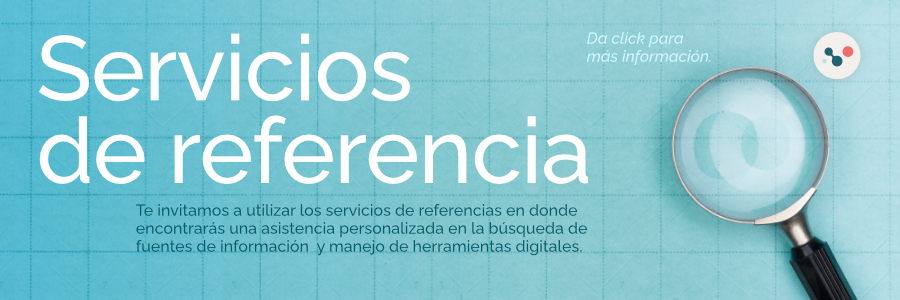 Servicios
de referencia
Da click para
más información.
Te invitamos a utilizar los servicios de referencias en donde
encontrarás una asistencia personalizada en la búsqueda de
fuentes de información  y manejo de herramientas digitales.